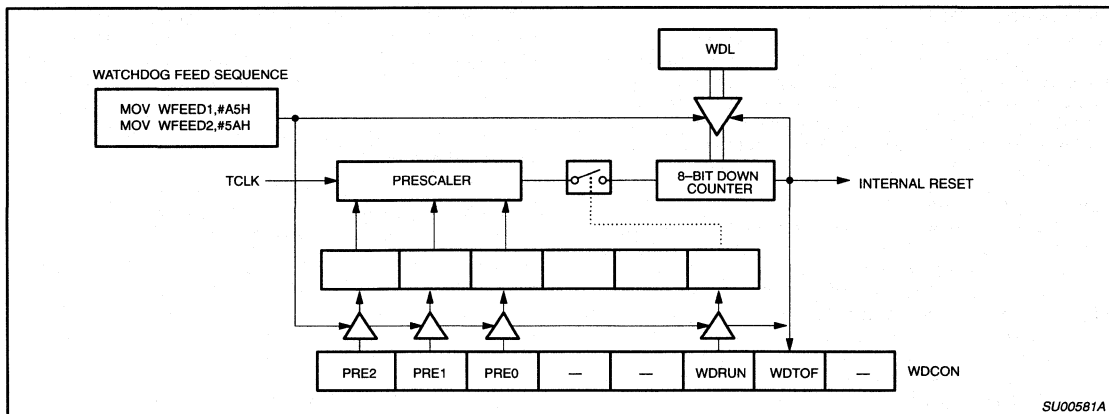 WDL
WATCHDOG FEED SEQUENCE
MOV WFEED1,#A5H
MOV WFEED2,#5AH
TCLK
PRESCALER
8–BIT DOWN
COUNTER
INTERNAL RESET
PRE2 PRE1 PRE0 — — WDRUN WDTOF — WDCON
SU00581A